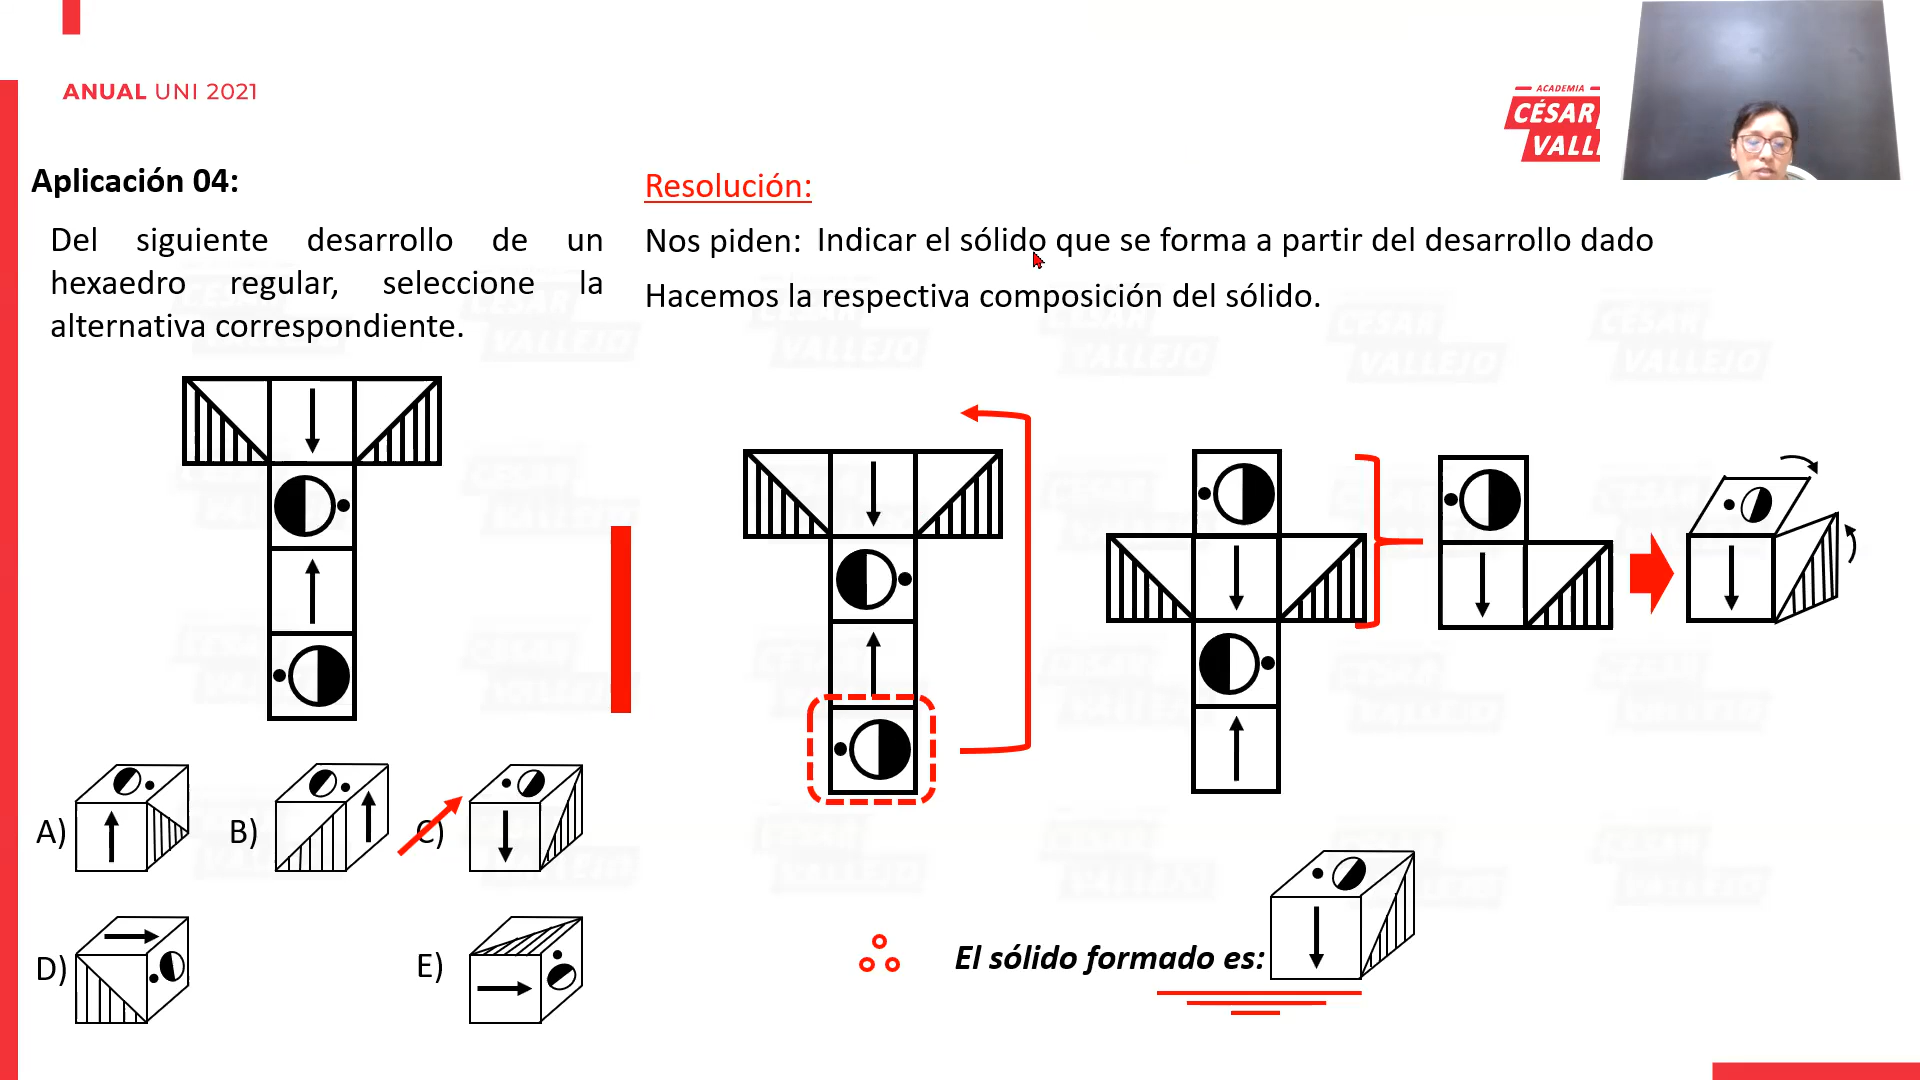 ANUAL UNI 2021
ACADEMIA
CÉSAR
VALL
Aplicación 04:
Del siguiente desarrollo de un
hexaedro regular, seleccione la
alternativa correspondiente.
A)
B)
C)
D)
E)
Resolución:
Nos piden: Indicar el sólido que se forma a partir del desarrollo dado
Hacemos la respectiva composición del sólido.
El sólido formado es:
CÉSAR
VALLEJO